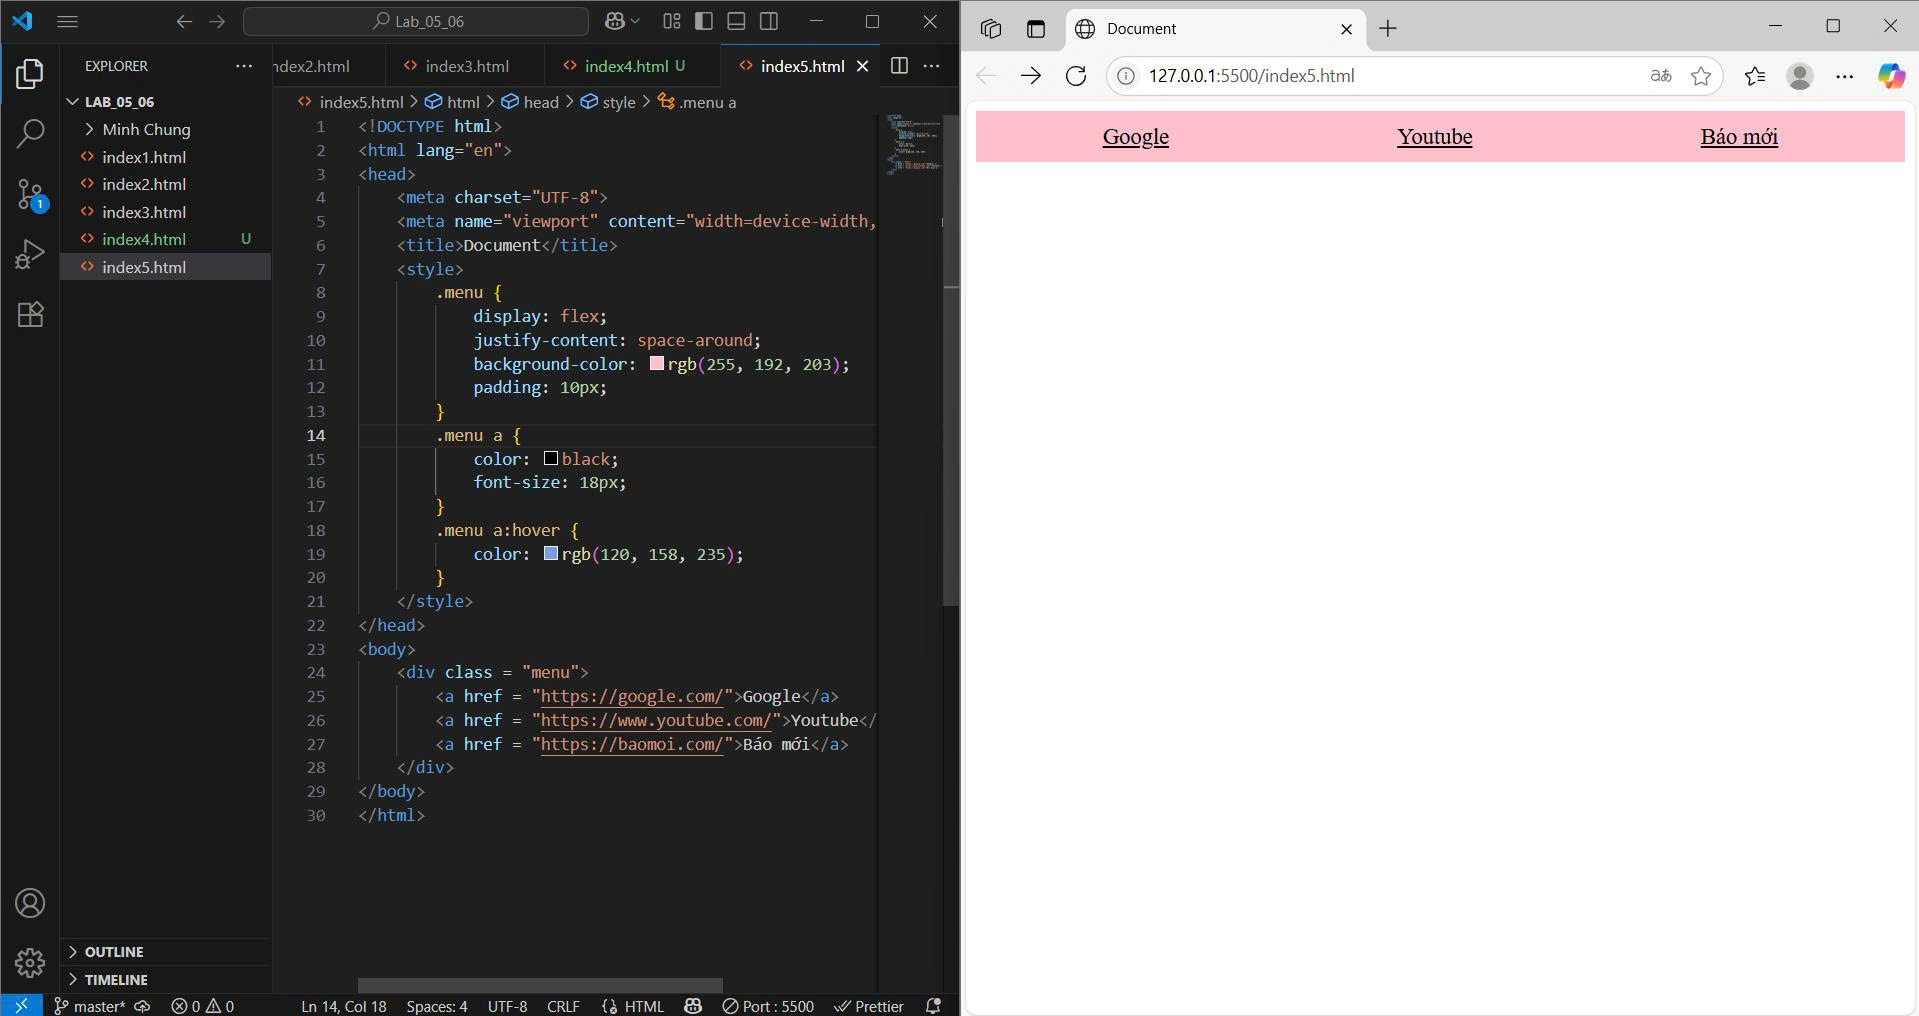 Lab_05_06
EXPLORER
LAB_05_06
Minh Chung
index1.html
index2.html
index3.html
index4.html U
index5.html
OUTLINE
TIMELINE
ndex2.html
index3.html
index4.html U
index5.html
index5.html > html > head > style > .menu a
1 <!DOCTYPE html>
2 <html lang="en">
3 <head>
4 <meta charset="UTF-8">
5 <meta name="viewport" content="width=device-width,
6 <title>Document</title>
7 <style>
8 .menu {
9 display: flex;
10 justify-content: space-around;
11 background-color: rgb(255, 192, 203);
12 padding: 10px;
13 }
14 .menu a {
15 color: black;
16 font-size: 18px;
17 }
18 .menu a:hover {
19 color: rgb(120, 158, 235);
20 }
21 </style>
22 </head>
23 <body>
24 <div class = "menu">
25 <a href = "https://google.com/">Google</a>
26 <a href = "https://www.youtube.com/">Youtube</
27 <a href = "https://baomoi.com/">Báo mới</a>
28 </div>
29 </body>
30 </html>
1
master* 0 0 Ln 14, Col 18 Spaces: 4 UTF-8 CRLF HTML Port : 5500 Prettier
Document
127.0.0.1:5500/index5.html
Google Youtube Báo mới